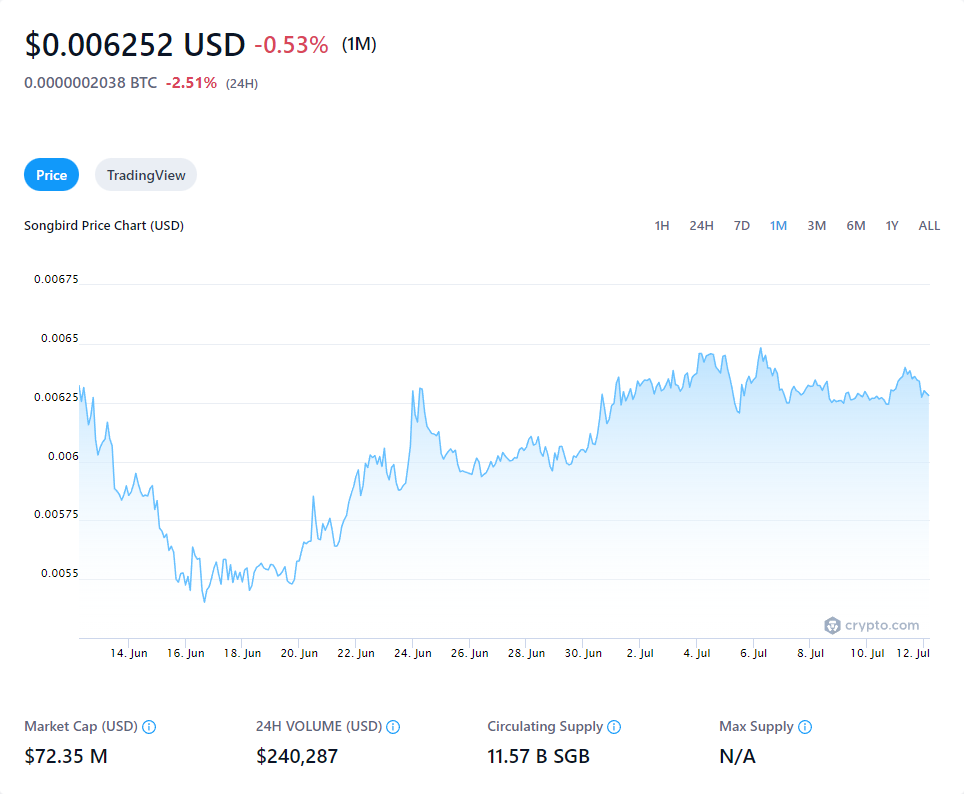 $0.006252 USD -0.53% (1M)
0.0000002038 BTC -2.51% (24H)
Price TradingView
Songbird Price Chart (USD) 1H 24H 7D 1M 3M 6M 1Y ALL
0.00675
0.0065
0.00625
0.006
0.00575
0.0055
crypto.com
14. Jun 16. Jun 18. Jun 20. Jun 22. Jun 24. Jun 26. Jun 28. Jun 30. Jun 2. Jul 4. Jul 6. Jul 8. Jul 10. Jul 12. Jul
Market Cap (USD) 24H VOLUME (USD) Circulating Supply Max Supply
$72.35 M $240,287 11.57 B SGB N/A